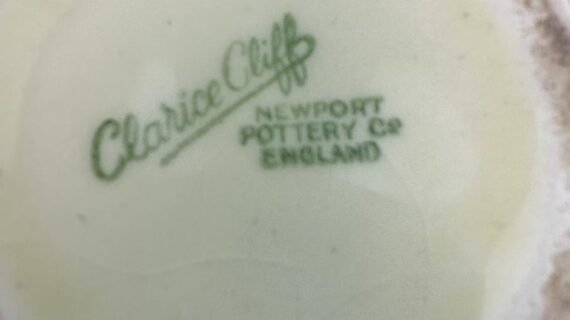 Clarice Cliff
NEWPORT
POTTERY Co
ENGLAND